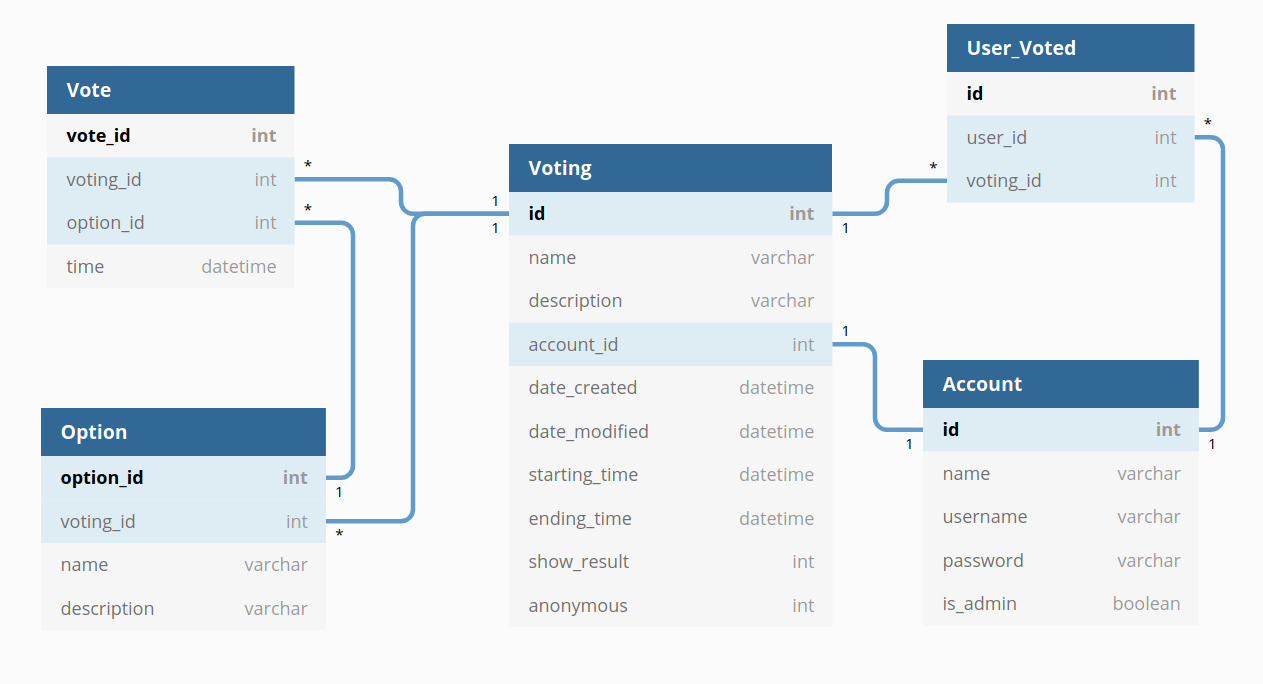 Vote
vote_id int
voting_id int
option_id int
time datetime
*
*
Option
option_id int
voting_id int
name varchar
description varchar
1
*
Voting
id int
name varchar
description varchar
account_id int
date_created datetime
date_modified datetime
starting_time datetime
ending_time datetime
show_result int
anonymous int
1
1
1
1
User_Voted
id int
user_id int
voting_id int
*
*
Account
id int
name varchar
username varchar
password varchar
is_admin boolean
1
1